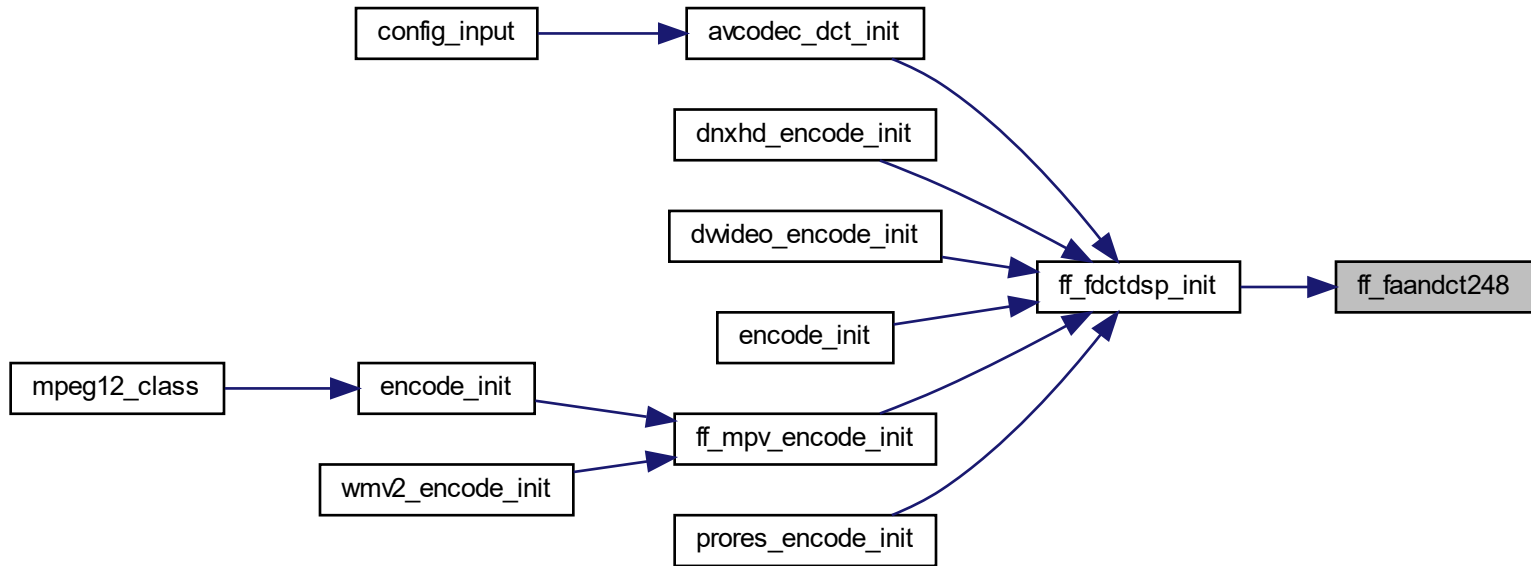 config_input
avcodec_dct_init
dnxhd_encode_init
dvvideo_encode_init
ff_fdctdsp_init
ff_faandct248
encode_init
mpeg12_class
encode_init
ff_mpv_encode_init
wmv2_encode_init
prores_encode_init